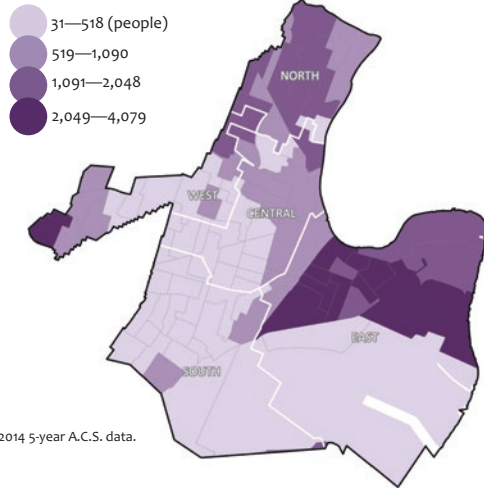 31—518 (people)
519—1,090
1,091—2,048
2,049—4,079
NORTH
WEST
CENTRAL
EAST
SOUTH
2014 5-year A.C.S. data.